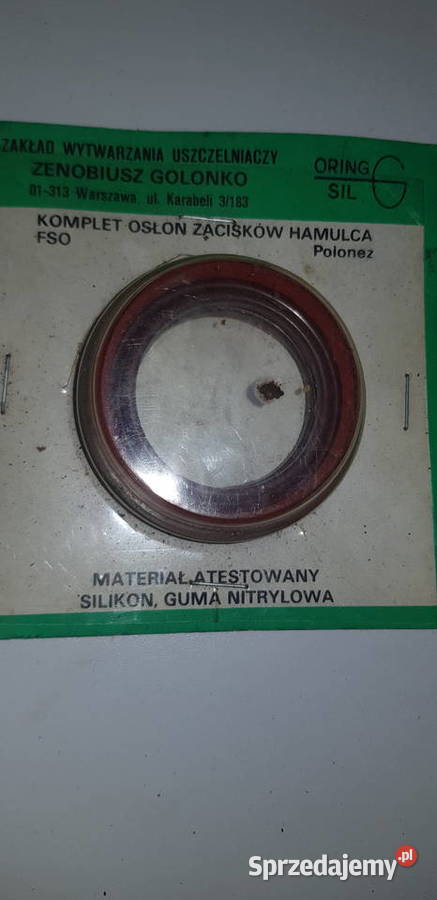 ZAKŁAD WYTWARZANIA USZCZELNIACZY
ZENOBIUSZ GOLONKO
01-313 Warszawa, ul. Karabeli 3/183
ORING
SIL
KOMPLET OSŁON ZACISKÓW HAMULCA
FSO Polonez
MATERIAŁ ATESTOWANY
SILIKON, GUMA NITRYLOWA
Sprzedajemy.pl